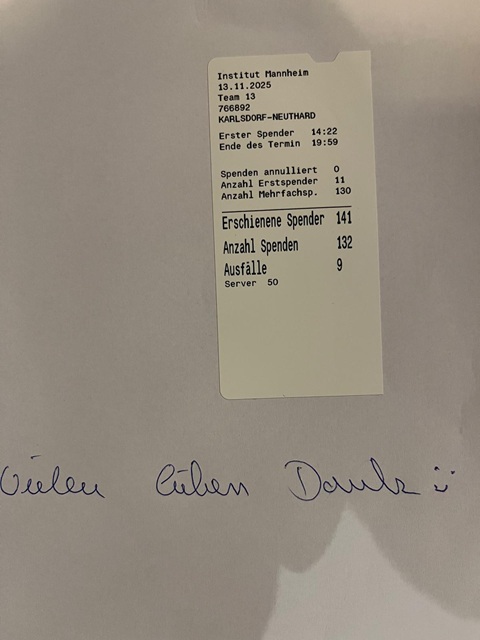 Institut Mannheim
13.11.2025
Team 13
766892
KARLSDORF-NEUTHARD
Erster Spender 14:22
Ende des Termin 19:59
Spenden annulliert 0
Anzahl Erstspender 11
Anzahl Mehrfachsp. 130
Erschienene Spender 141
Anzahl Spenden 132
Ausfälle 9
Server 50
Vielen lieben Dank :)